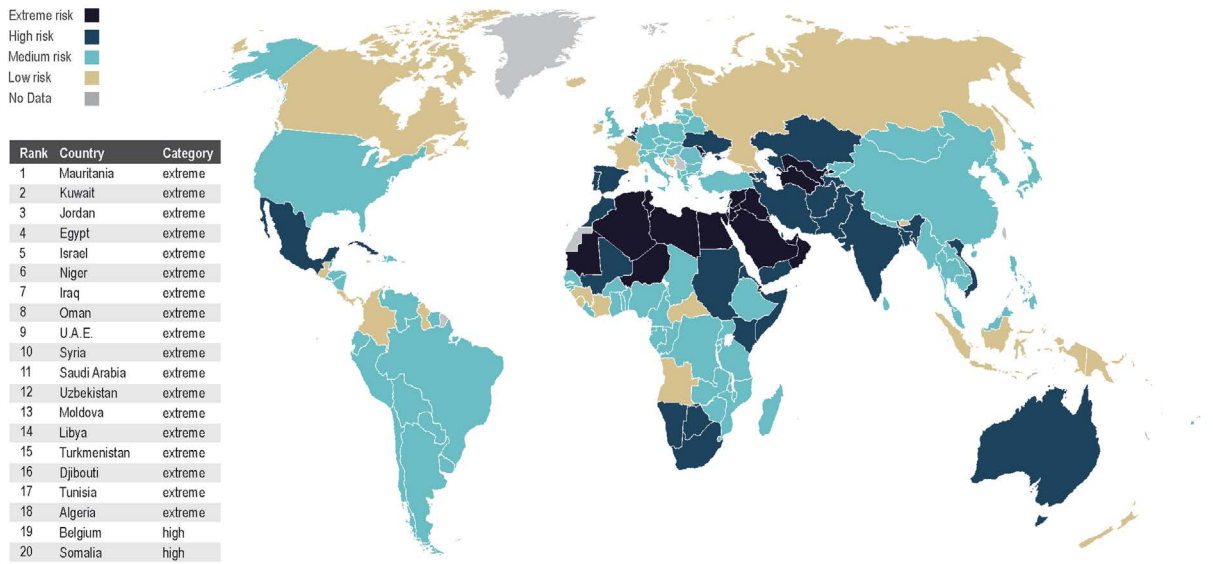 Extreme risk
High risk
Medium risk
Low risk
No Data
Rank Country Category
1 Mauritania extreme
2 Kuwait extreme
3 Jordan extreme
4 Egypt extreme
5 Israel extreme
6 Niger extreme
7 Iraq extreme
8 Oman extreme
9 U.A.E. extreme
10 Syria extreme
11 Saudi Arabia extreme
12 Uzbekistan extreme
13 Moldova extreme
14 Libya extreme
15 Turkmenistan extreme
16 Djibouti extreme
17 Tunisia extreme
18 Algeria extreme
19 Belgium high
20 Somalia high